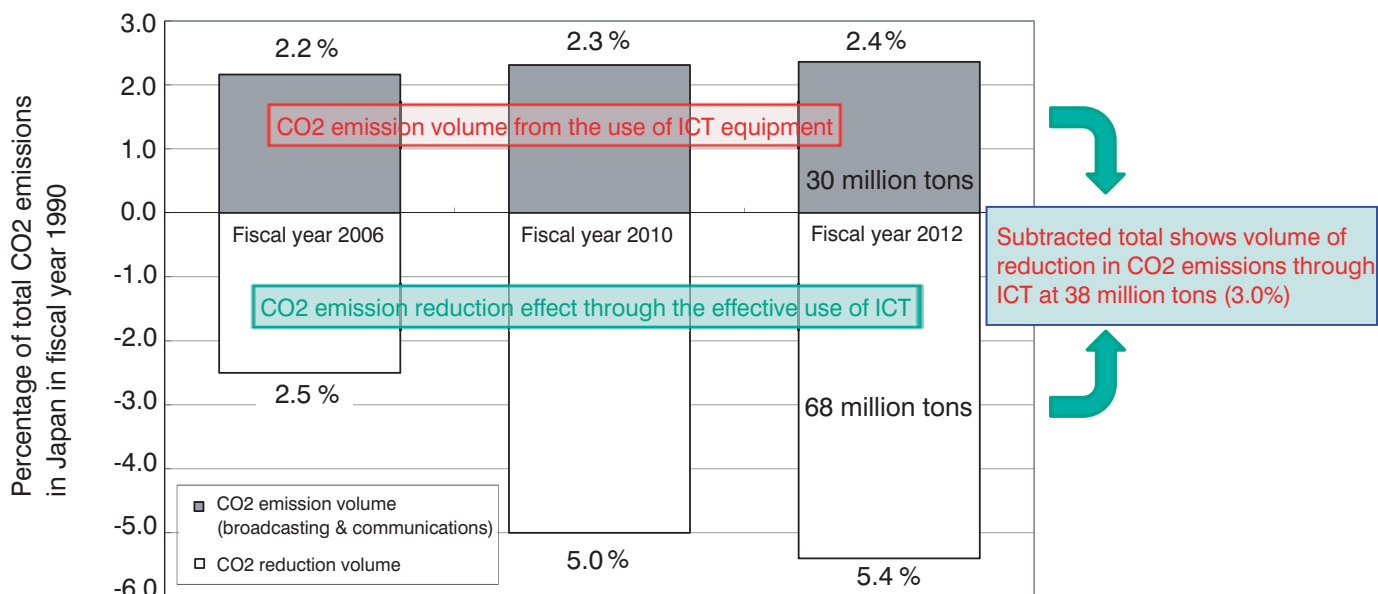 Percentage of total CO2 emissions
in Japan in fiscal year 1990
3.0
2.0
1.0
0.0
-1.0
-2.0
-3.0
-4.0
-5.0
-6.0
2.2 %
2.3 %
2.4 %
CO2 emission volume from the use of ICT equipment
30 million tons
Fiscal year 2006
Fiscal year 2010
Fiscal year 2012
CO2 emission reduction effect through the effective use of ICT
2.5 %
68 million tons
5.0 %
5.4 %
CO2 emission volume
(broadcasting & communications)
CO2 reduction volume
Subtracted total shows volume of
reduction in CO2 emissions through
ICT at 38 million tons (3.0%)